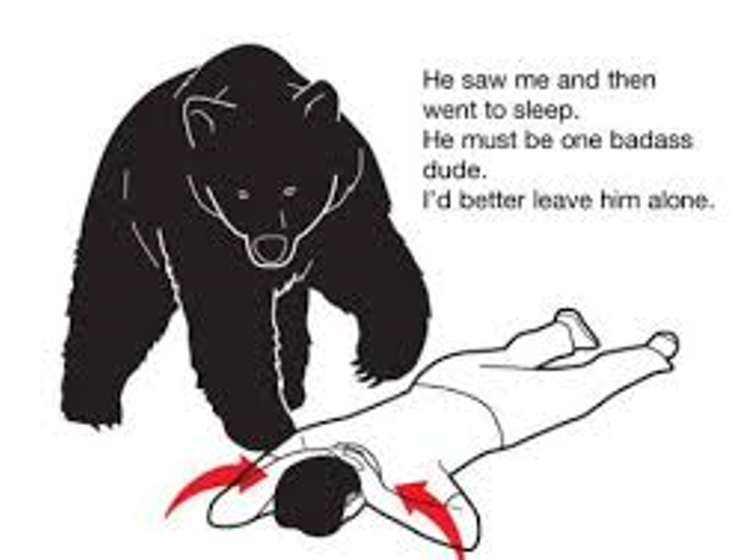 He saw me and then
went to sleep.
He must be one badass
dude.
I'd better leave him alone.